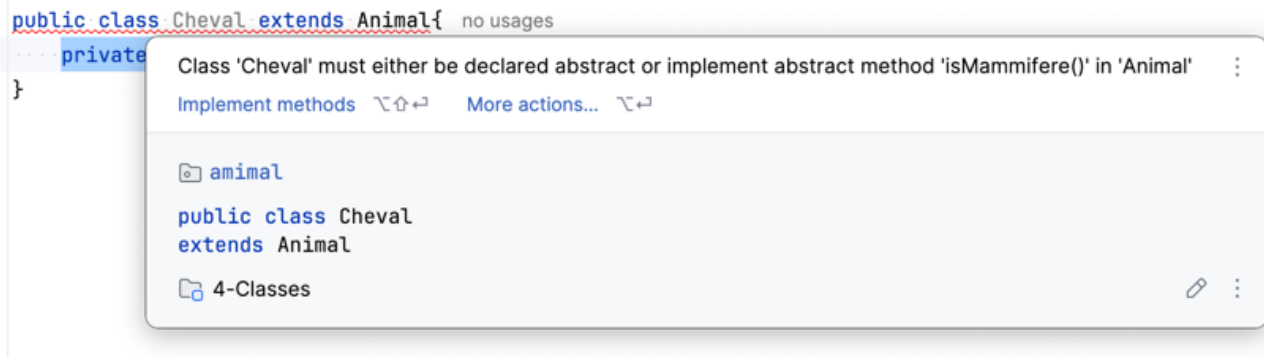 public class Cheval extends Animal{ no usages
private
}
Class 'Cheval' must either be declared abstract or implement abstract method 'isMammifere()' in 'Animal'
Implement methods ⌥⇧⏎ More actions... ⌥⏎
amimal
public class Cheval
extends Animal
4-Classes